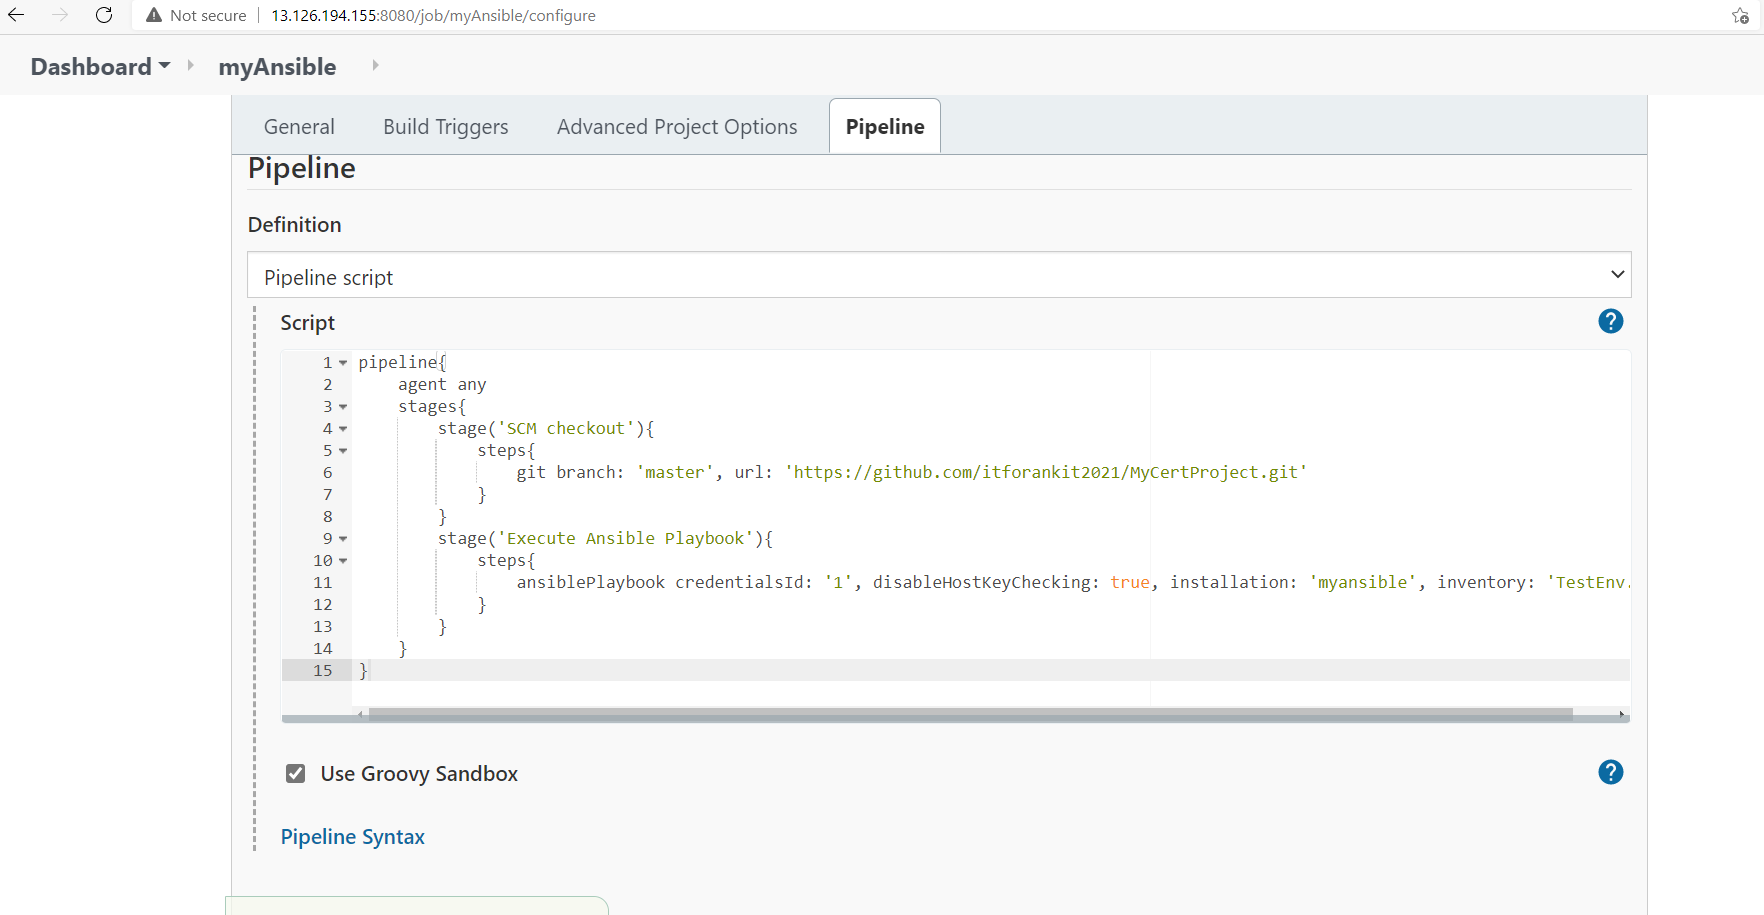 Not secure | 13.126.194.155:8080/job/myAnsible/configure
Dashboard myAnsible
General Build Triggers Advanced Project Options Pipeline
Pipeline
Definition
Pipeline script
Script
?
1 pipeline{
2 agent any
3 stages{
4 stage('SCM checkout'){
5 steps{
6 git branch: 'master', url: 'https://github.com/itforankit2021/MyCertProject.git'
7 }
8 }
9 stage('Execute Ansible Playbook'){
10 steps{
11 ansiblePlaybook credentialsId: '1', disableHostKeyChecking: true, installation: 'myansible', inventory: 'TestEnv.
12 }
13 }
14 }
15 }
Use Groovy Sandbox
?
Pipeline Syntax